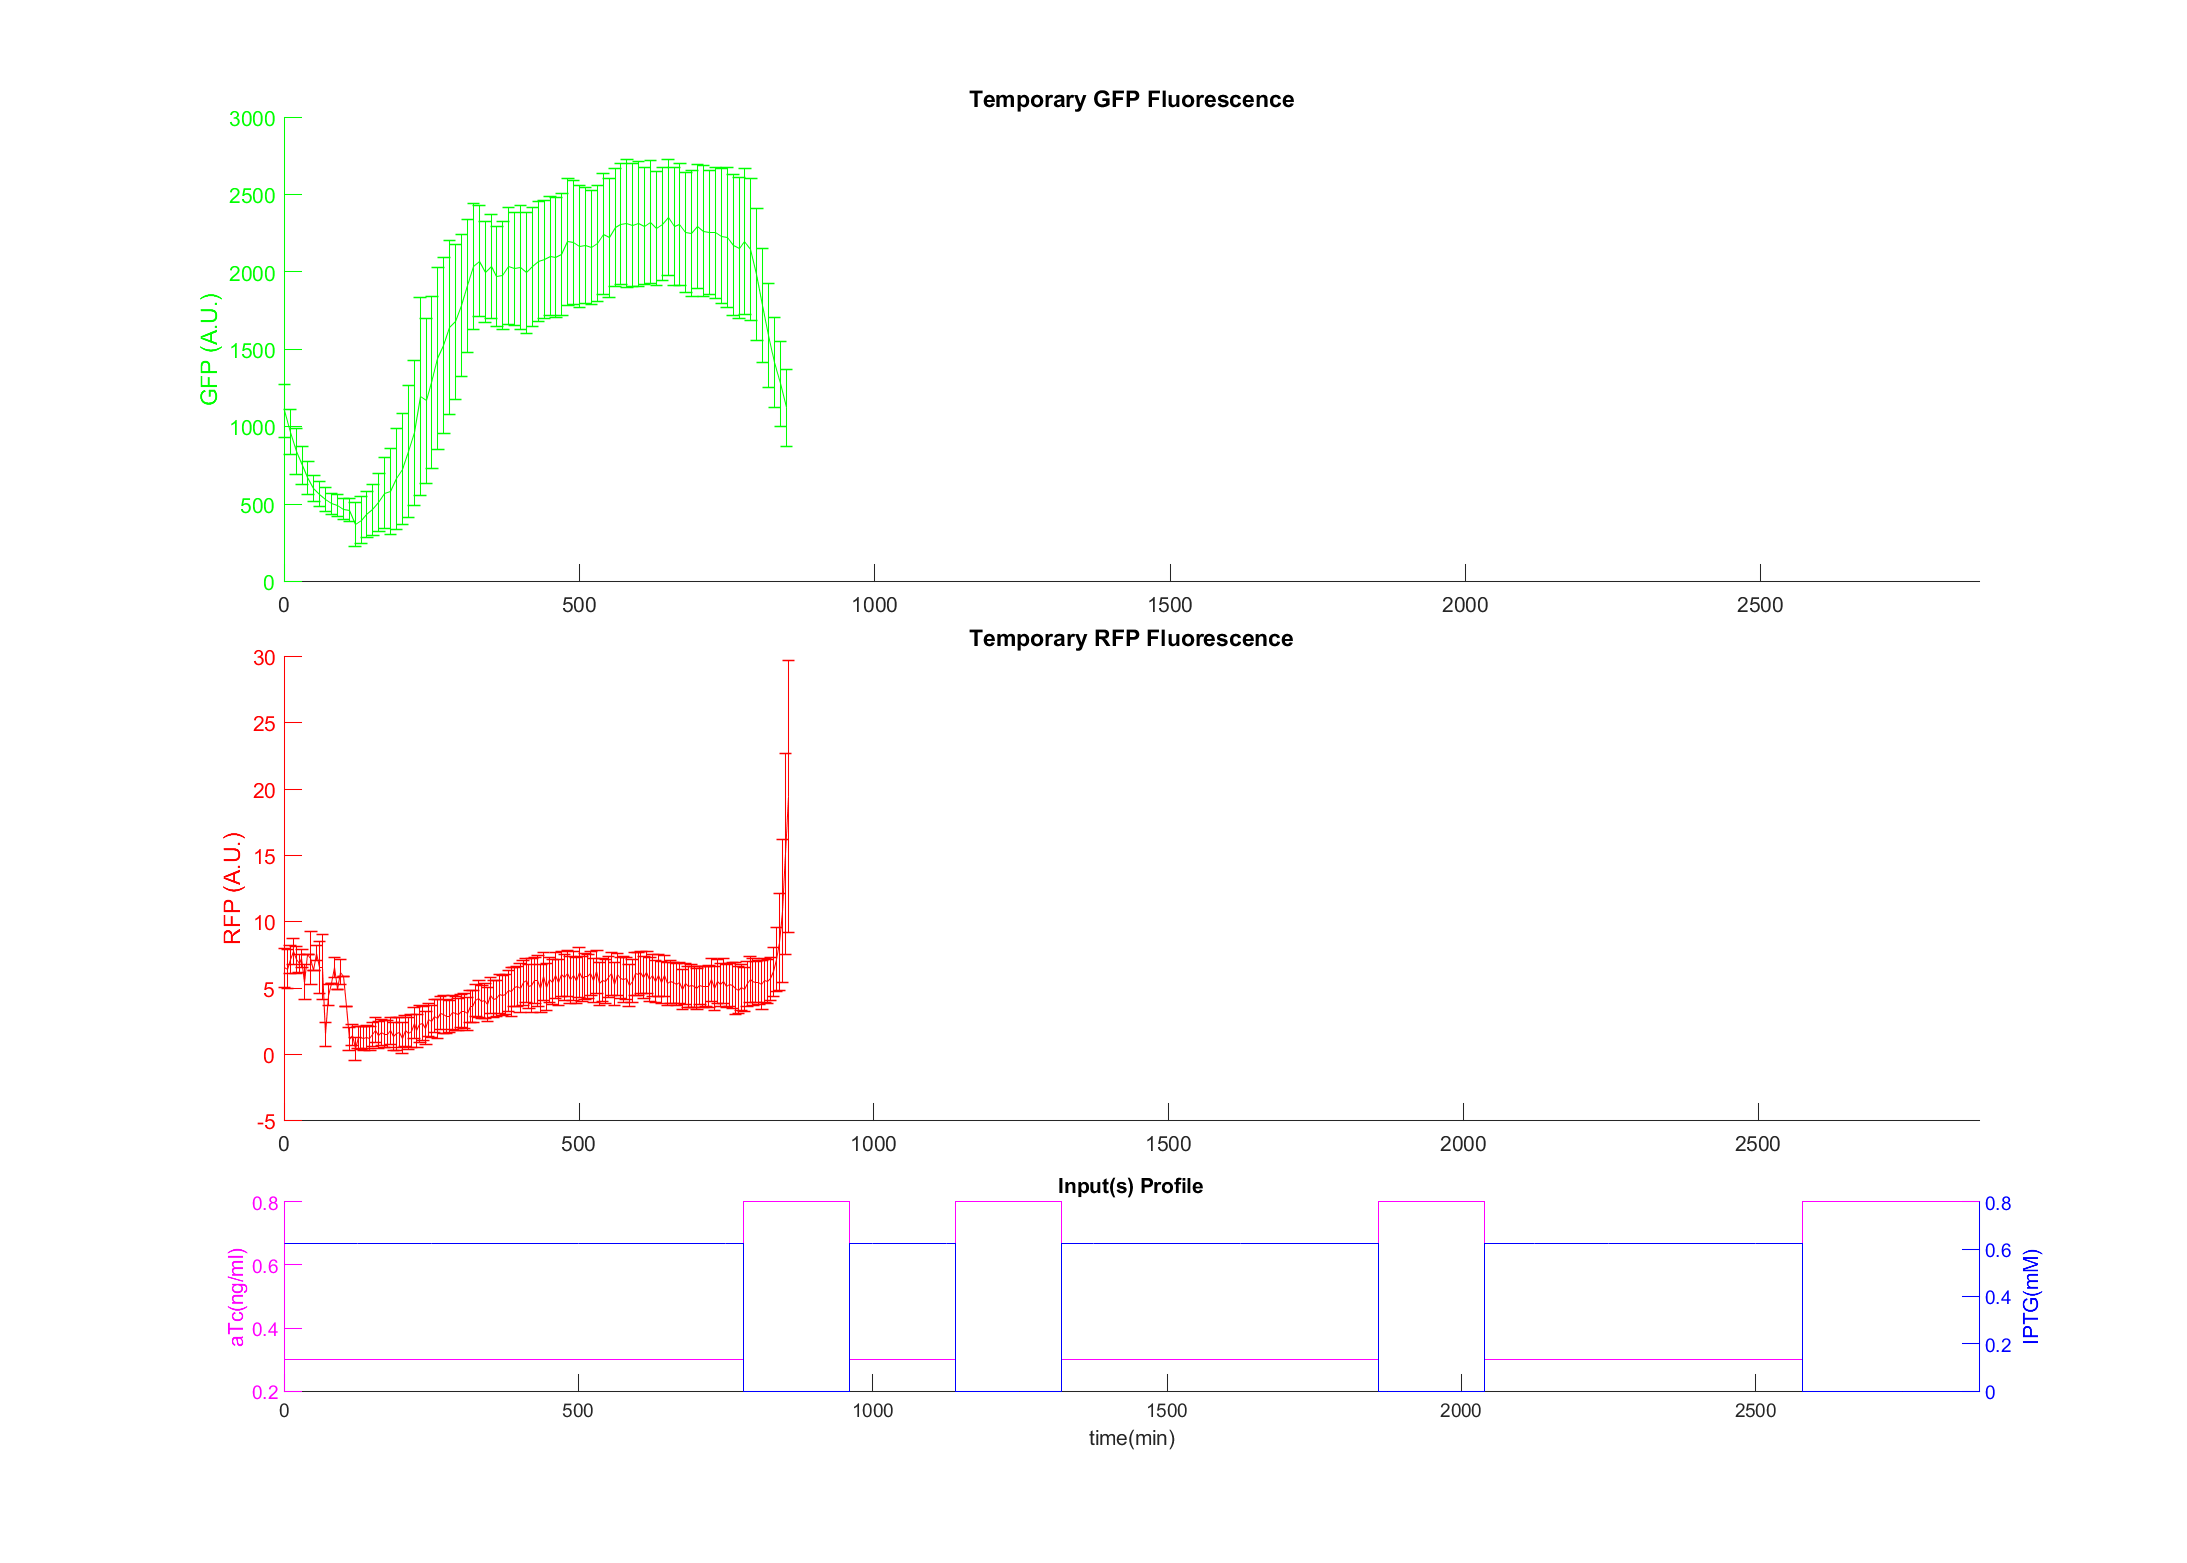 Temporary GFP Fluorescence
GFP (A.U.)
3000
2500
2000
1500
1000
500
0
0 500 1000 1500 2000 2500
Temporary RFP Fluorescence
RFP (A.U.)
30
25
20
15
10
5
0
-5
0 500 1000 1500 2000 2500
Input(s) Profile
aTc(ng/ml)
0.8
0.6
0.4
0.2
0.8
0.6
0.4
0.2
0
IPTG(mM)
0 500 1000 1500 2000 2500
time(min)